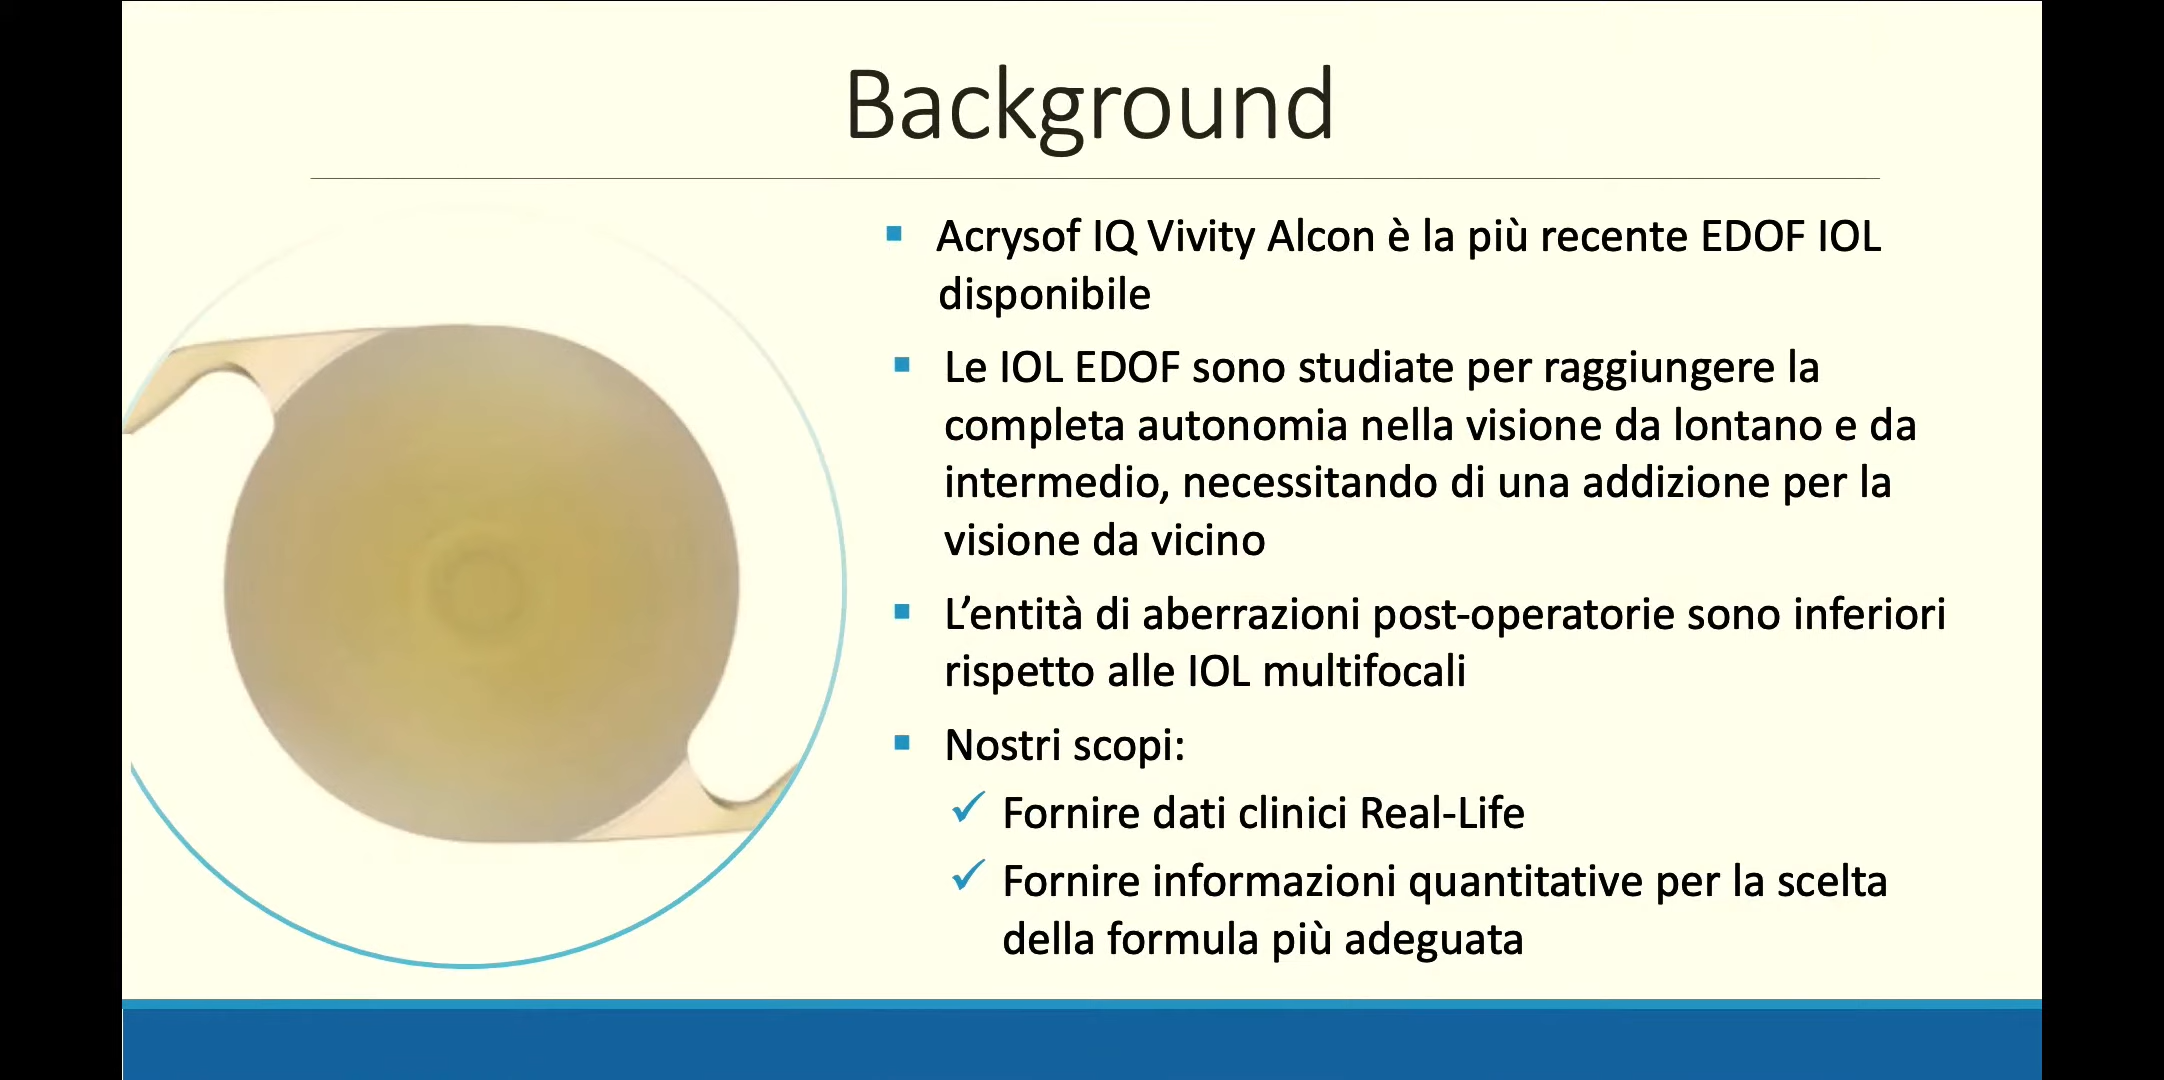 Background
Acrysof IQ Vivity Alcon è la più recente EDOF IOL
disponibile
Le IOL EDOF sono studiate per raggiungere la
completa autonomia nella visione da lontano e da
intermedio, necessitando di una addizione per la
visione da vicino
L’entità di aberrazioni post-operatorie sono inferiori
rispetto alle IOL multifocali
Nostri scopi:
Fornire dati clinici Real-Life
Fornire informazioni quantitative per la scelta
della formula più adeguata